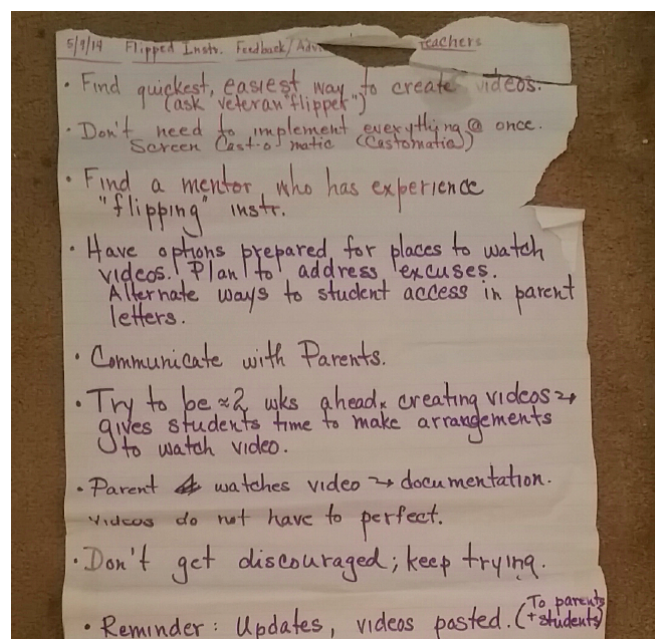 5/9/14 Flipped Instr. Feedback/ teachers
• Find quickest, easiest way to create videos.
(ask veteran "flipper")
• Don't need to implement everything @ once.
Screen Cast-o matic (Castomatia)
• Find a mentor who has experience
"flipping" instr.
• Have options prepared for places to watch
videos. Plan to address excuses.
Alternate ways to student access in parent
letters.
• Communicate with Parents.
• Try to be ≈2 wks ahead creating videos →
gives students time to make arrangements
to watch video.
• Parent watches video → documentation.
videos do not have to perfect.
• Don't get discouraged; keep trying.
• Reminder: Updates, videos posted. (To parents
+ students)